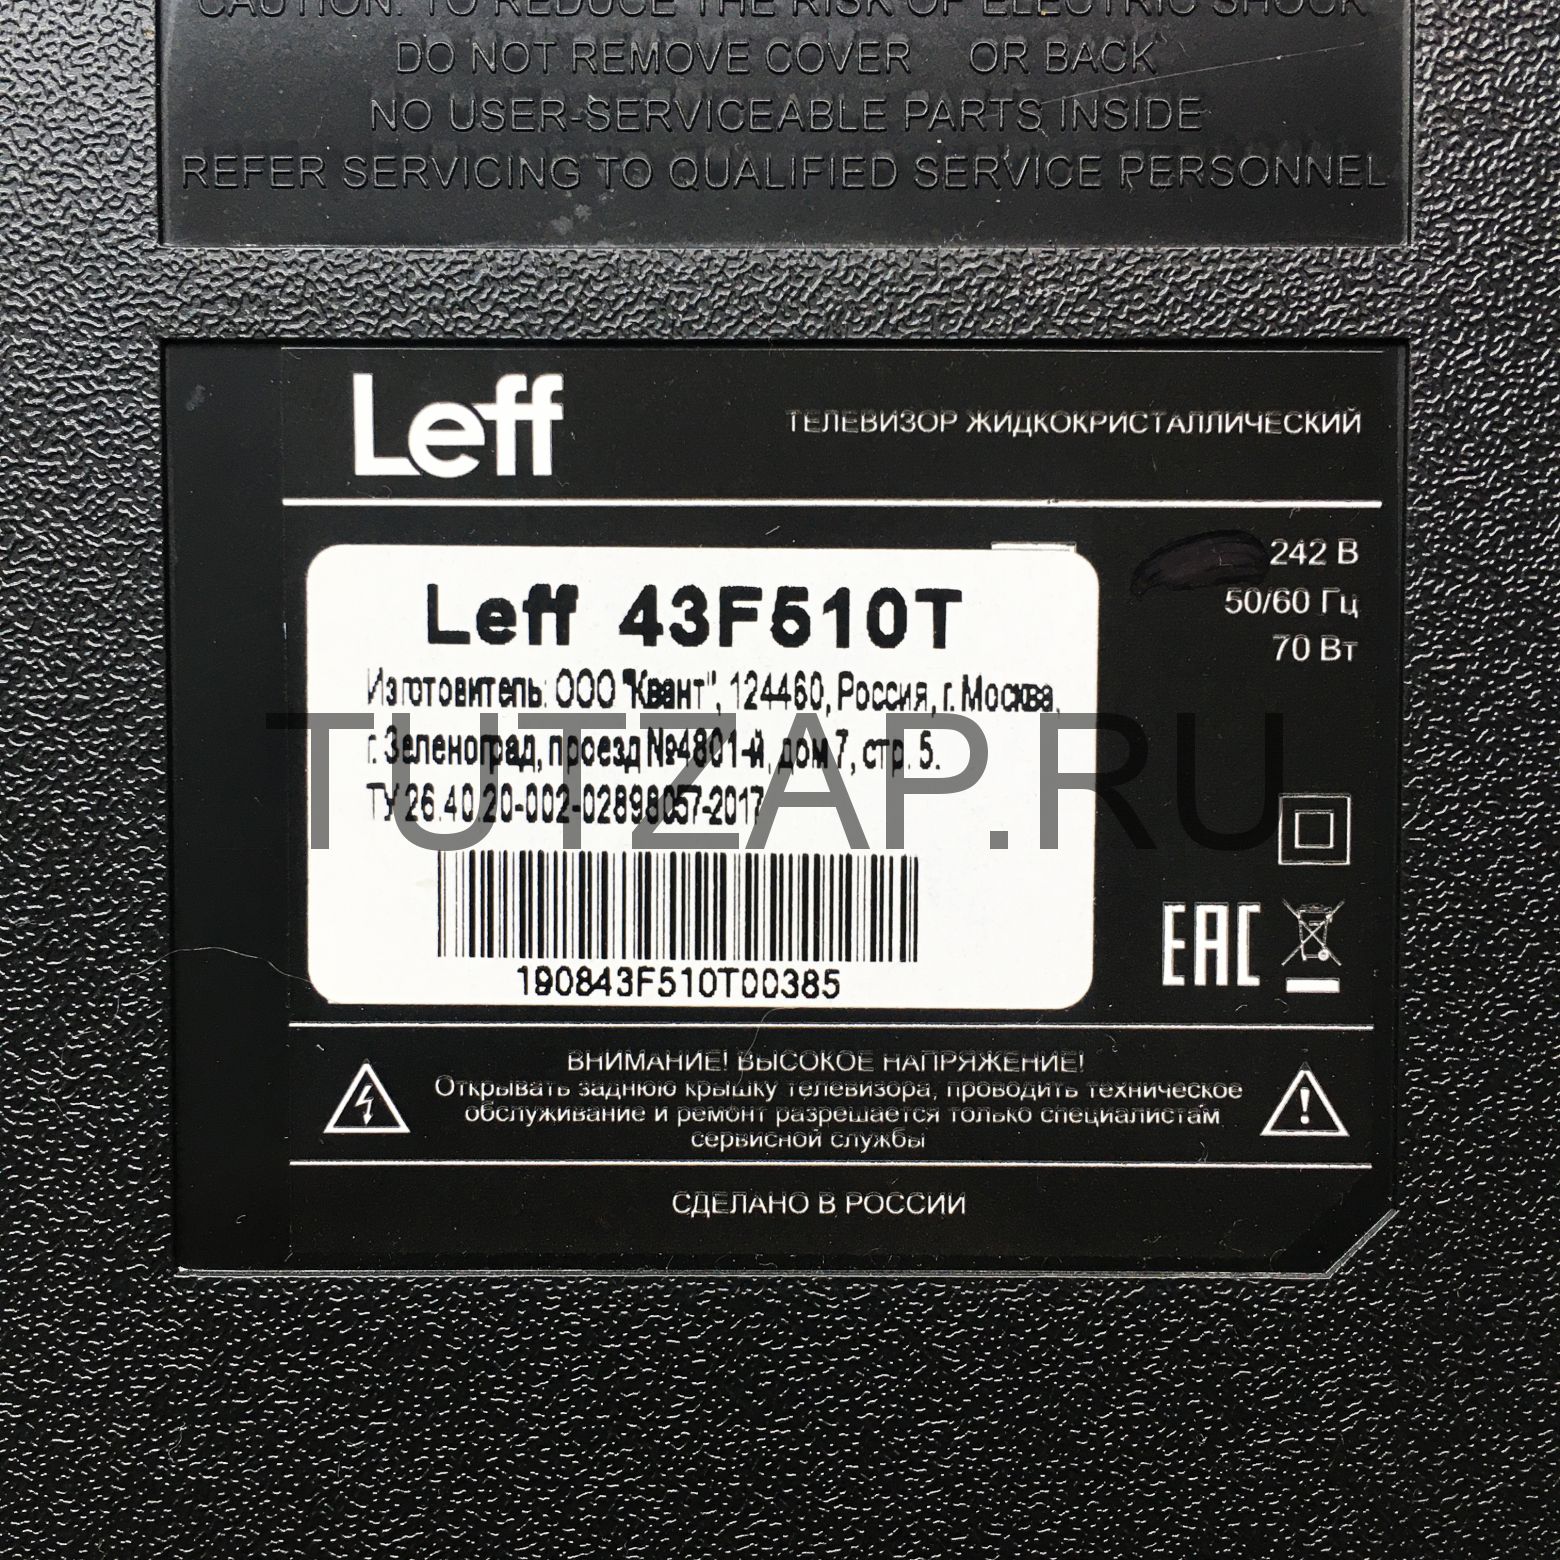 CAUTION: TO REDUCE THE RISK OF ELECTRIC SHOCK
DO NOT REMOVE COVER OR BACK
NO USER-SERVICEABLE PARTS INSIDE
REFER SERVICING TO QUALIFIED SERVICE PERSONNEL
Leff
ТЕЛЕВИЗОР ЖИДКОКРИСТАЛЛИЧЕСКИЙ
242 В
50/60 Гц
70 Вт
Leff 43F510T
Изготовитель: ООО "Квант", 124460, Россия, г. Москва,
г. Зеленоград, проезд №4801-й, дом 7, стр. 5.
ТУ 26.40.20-002-02898057-2017
TUTZAP.RU
190843F510T00385
EAC
ВНИМАНИЕ! ВЫСОКОЕ НАПРЯЖЕНИЕ!
Открывать заднюю крышку телевизора, проводить техническое
обслуживание и ремонт разрешается только специалистам
сервисной службы
СДЕЛАНО В РОССИИ